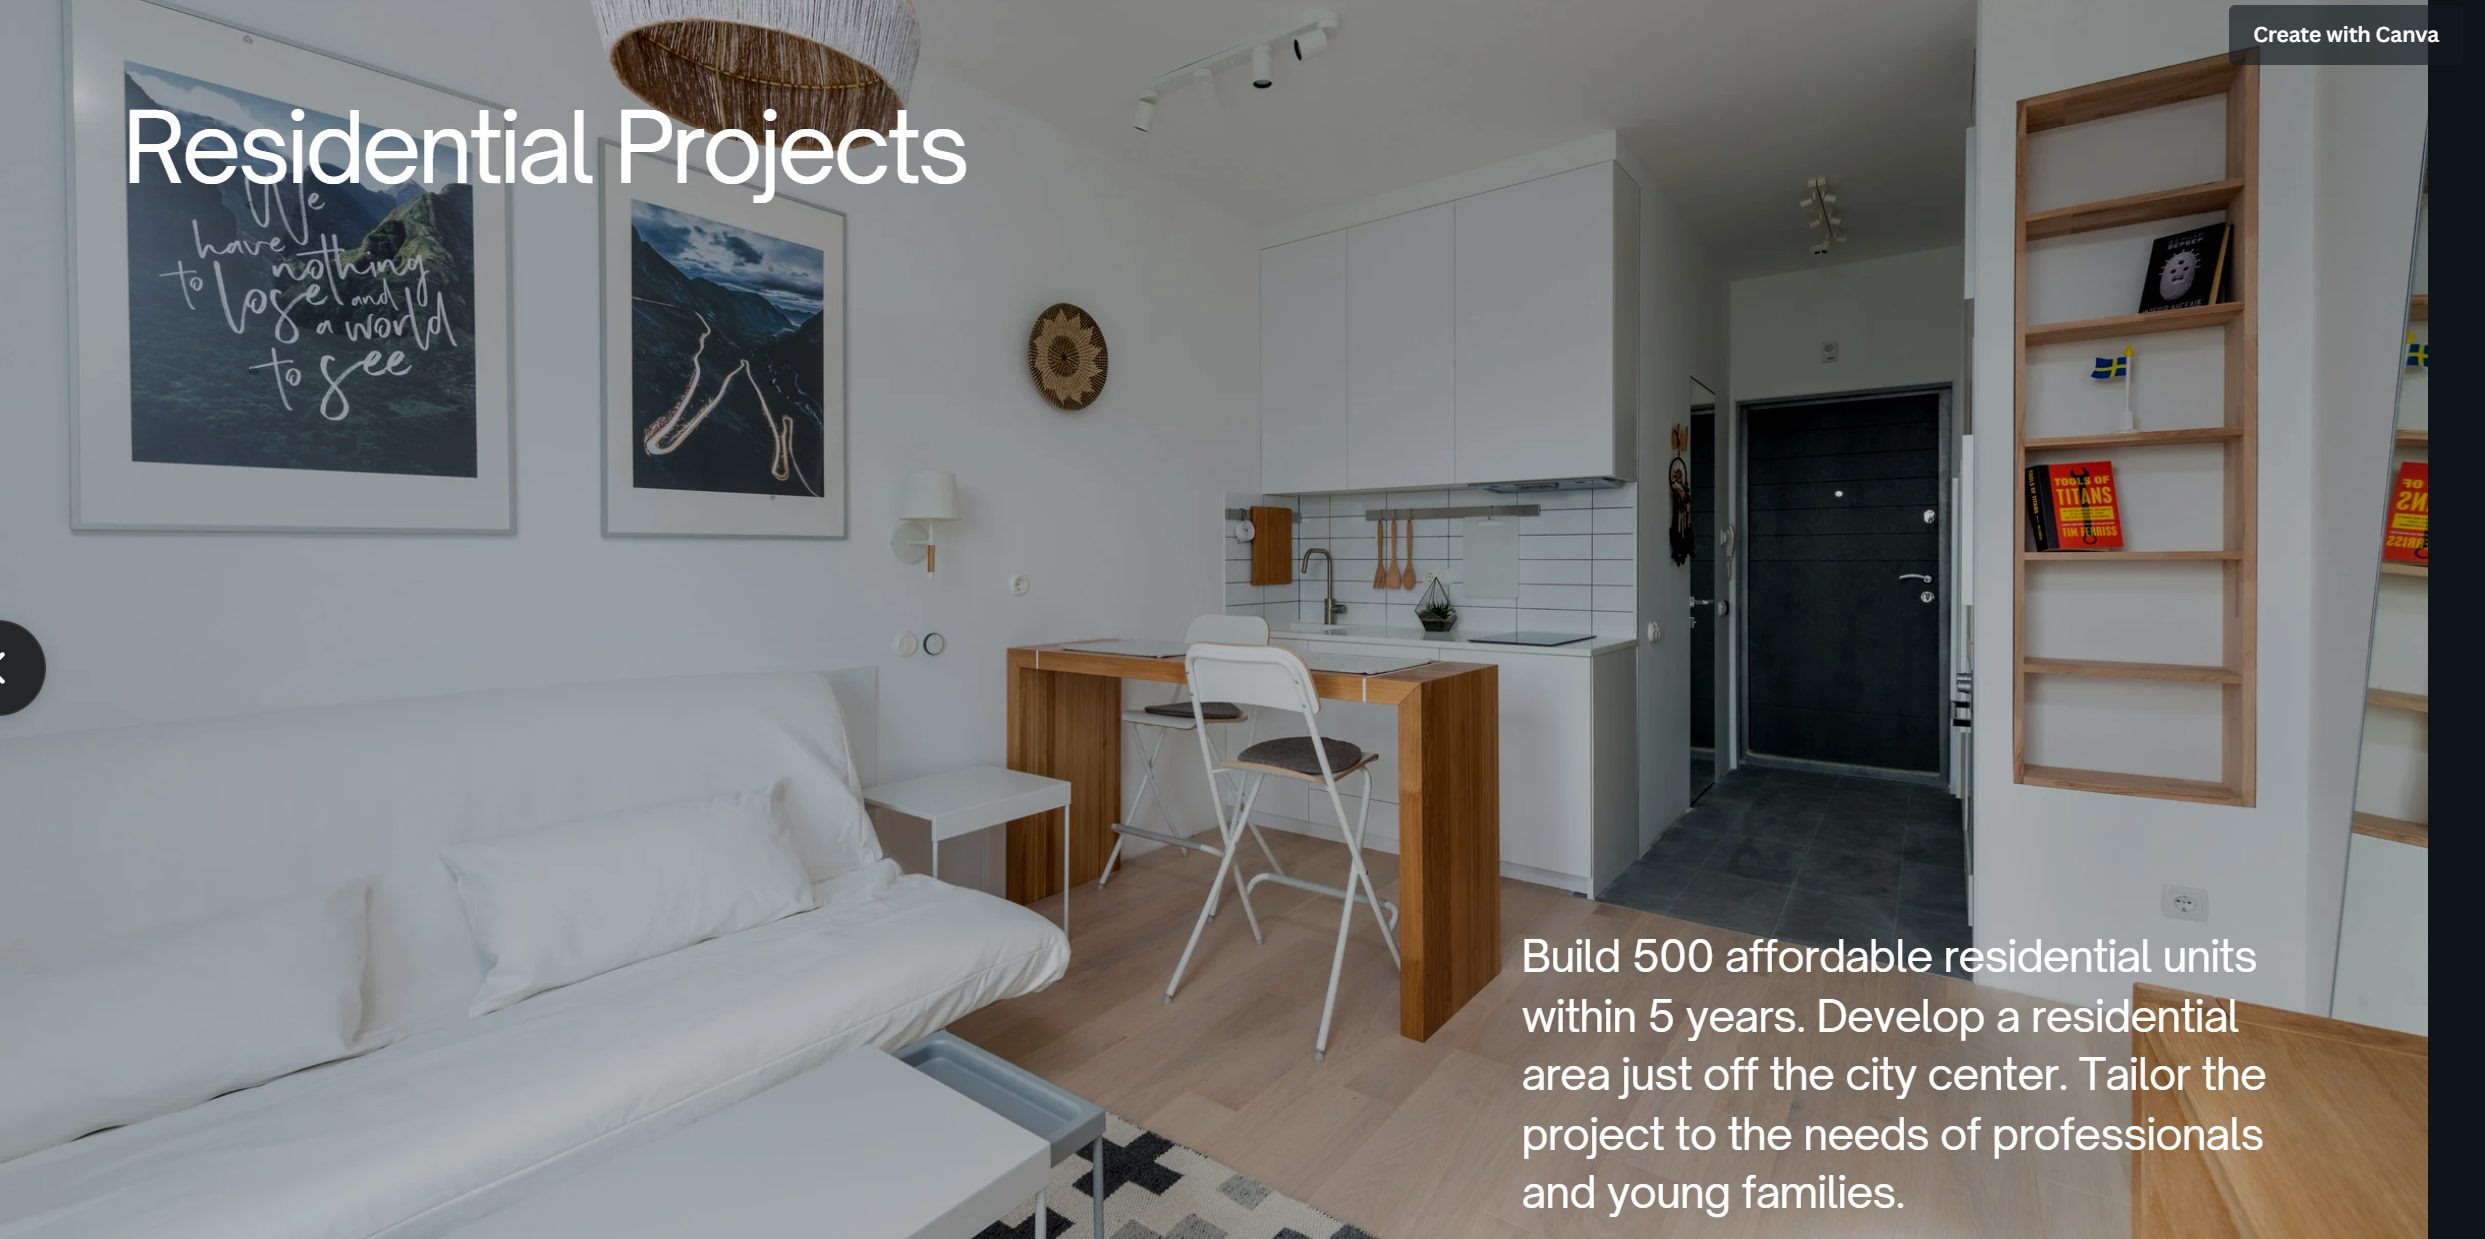 Create with Canva
Residential Projects
We
have nothing
to lose and
a world
to see
TOOLS OF
TITANS
TIM FERRISS
Build 500 affordable residential units
within 5 years. Develop a residential
area just off the city center. Tailor the
project to the needs of professionals
and young families.